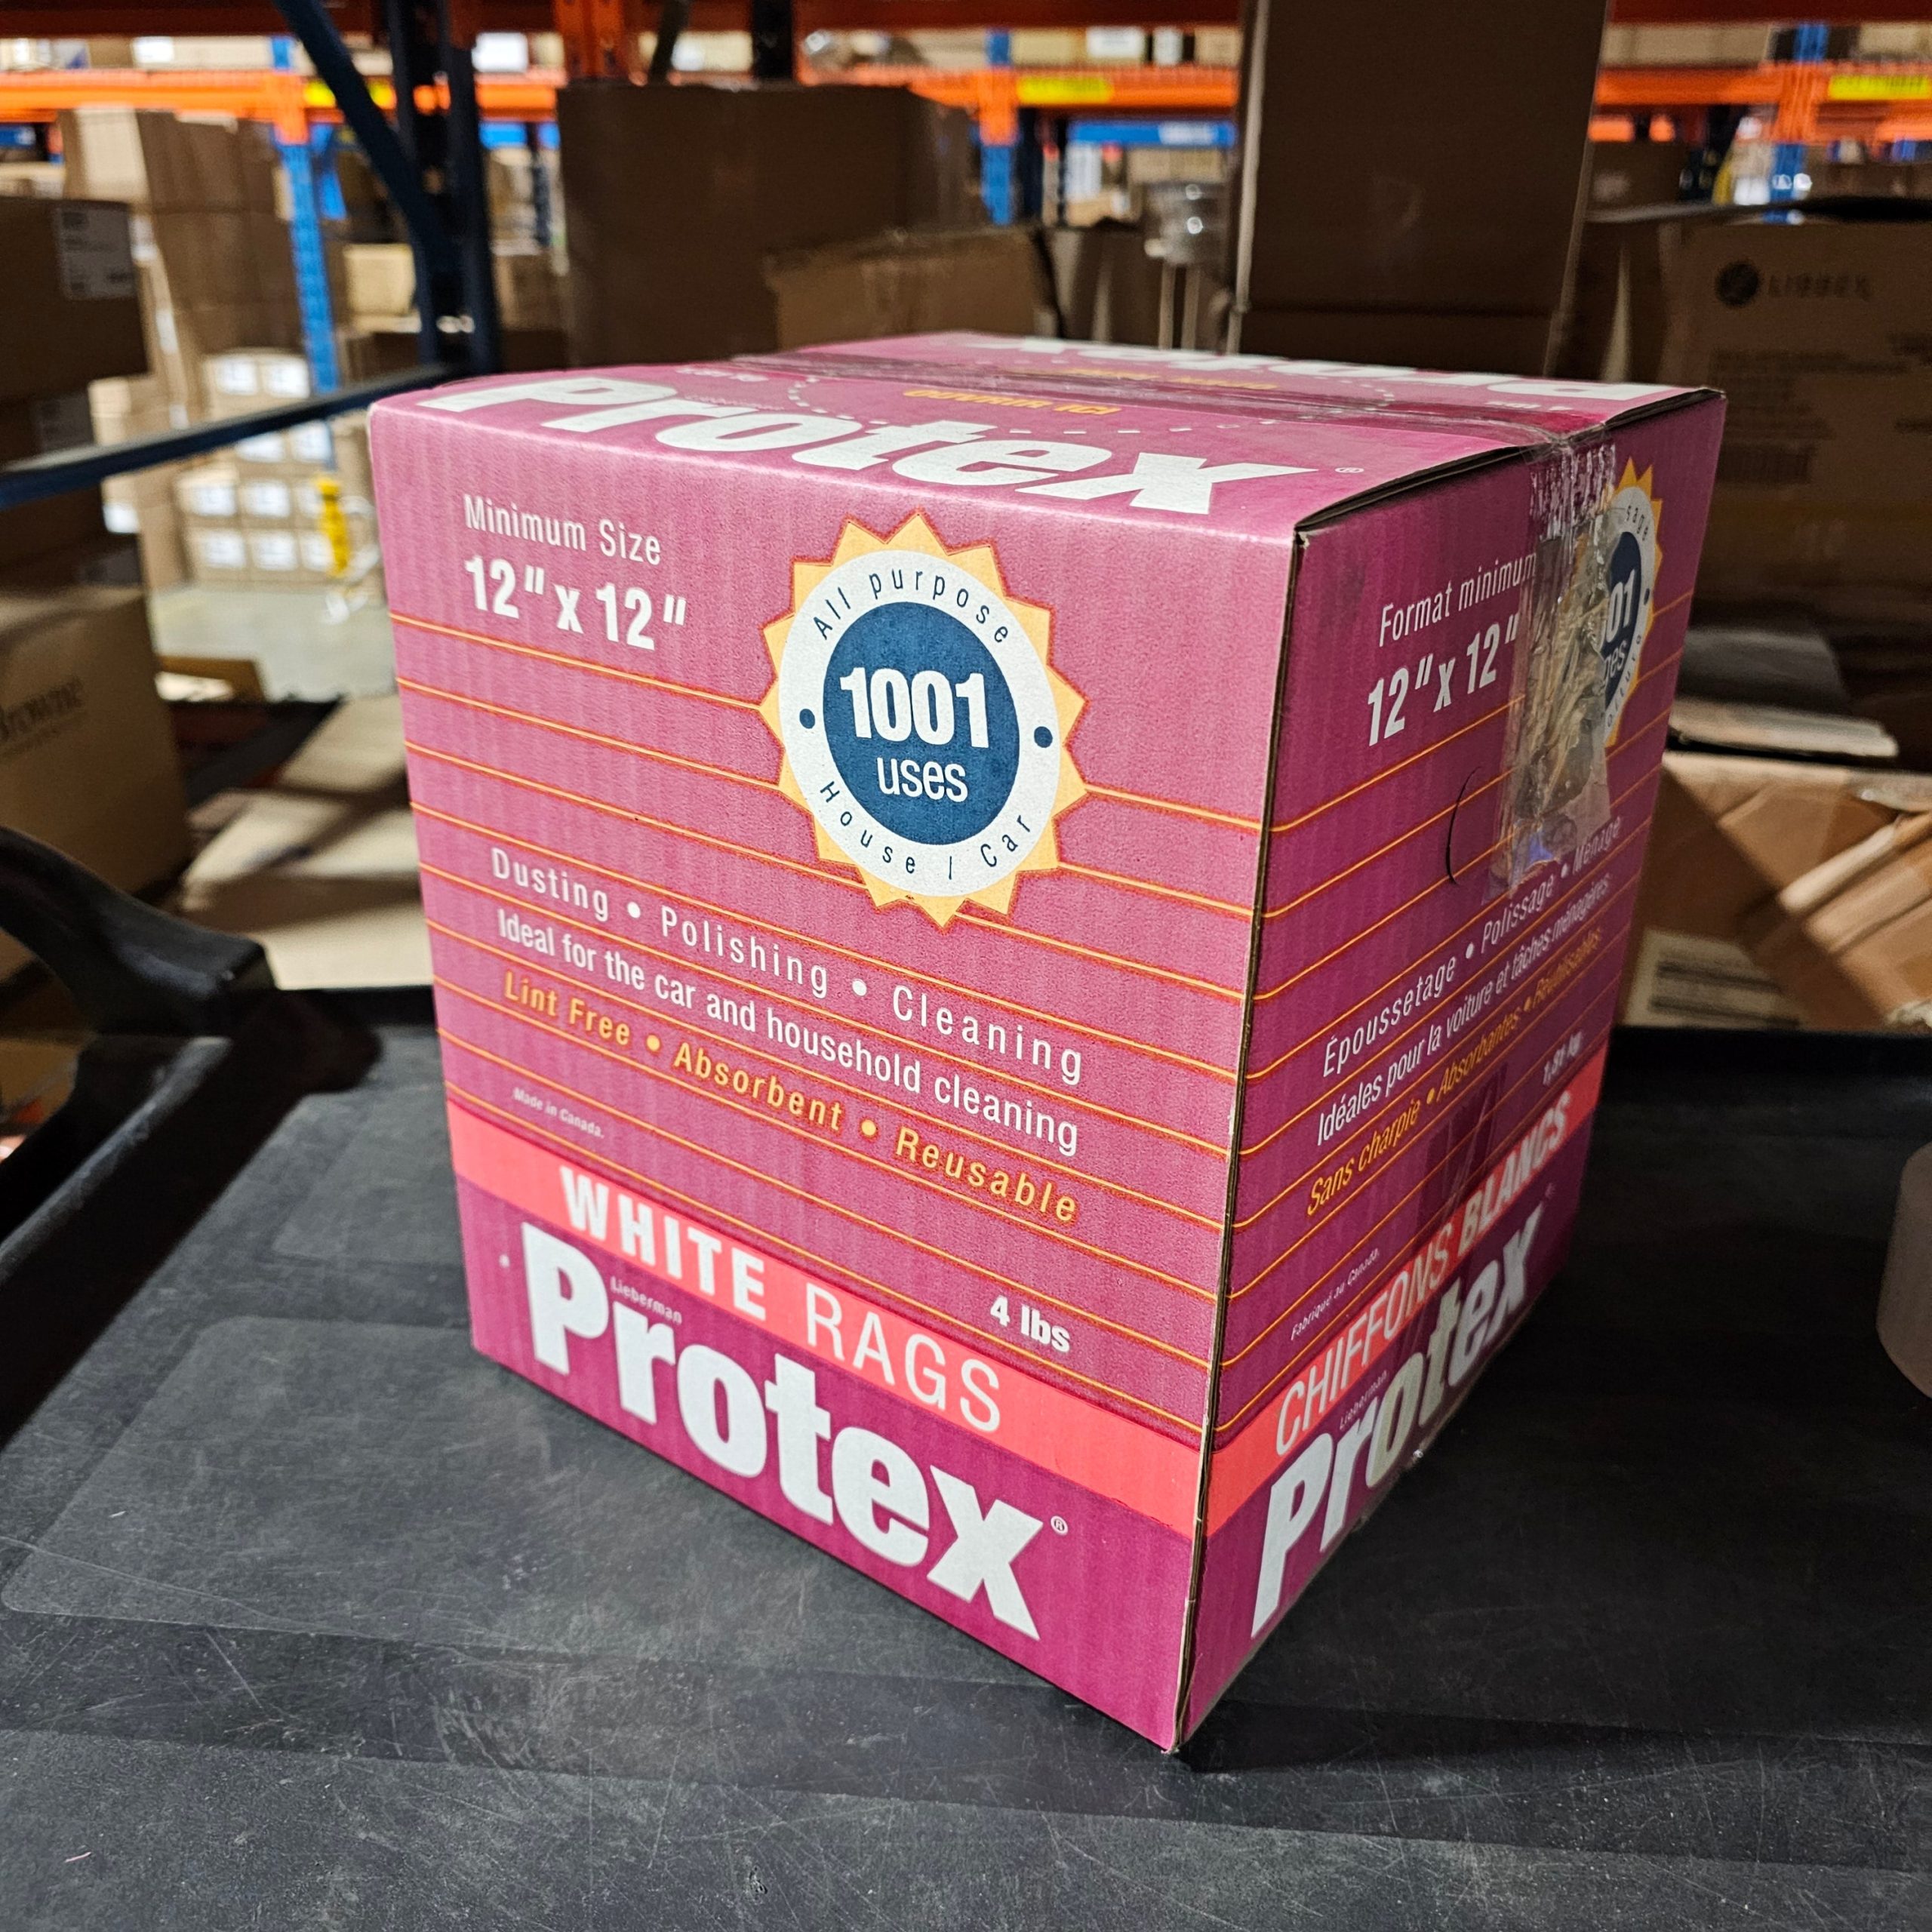 Protex®
OUVRIR ICI
Minimum Size
12" x 12"
All purpose
1001
uses
House / Car
Dusting • Polishing • Cleaning
Ideal for the car and household cleaning
Lint Free • Absorbent • Reusable
Made in Canada.
4 lbs
WHITE RAGS
Lieberman
Protex®
Format minimum
12" x 12"
Époussetage • Polissage • Ménage
Idéales pour la voiture et tâches ménagères
Sans charpie • Absorbantes • Réutilisables
1,81 kg
Fabriqué au Canada.
CHIFFONS BLANCS
Lieberman
Protex
LIBBEY